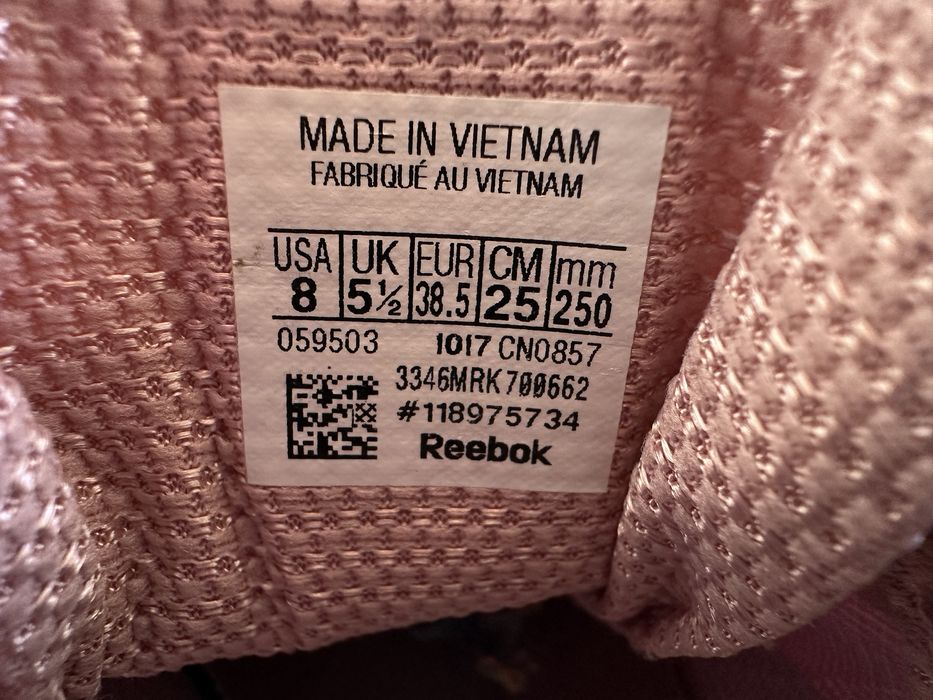 MADE IN VIETNAM
FABRIQUÉ AU VIETNAM
USA UK EUR CM mm
8 5½ 38.5 25 250
059503 1017 CN0857
3346MRK700662
#118975734
Reebok